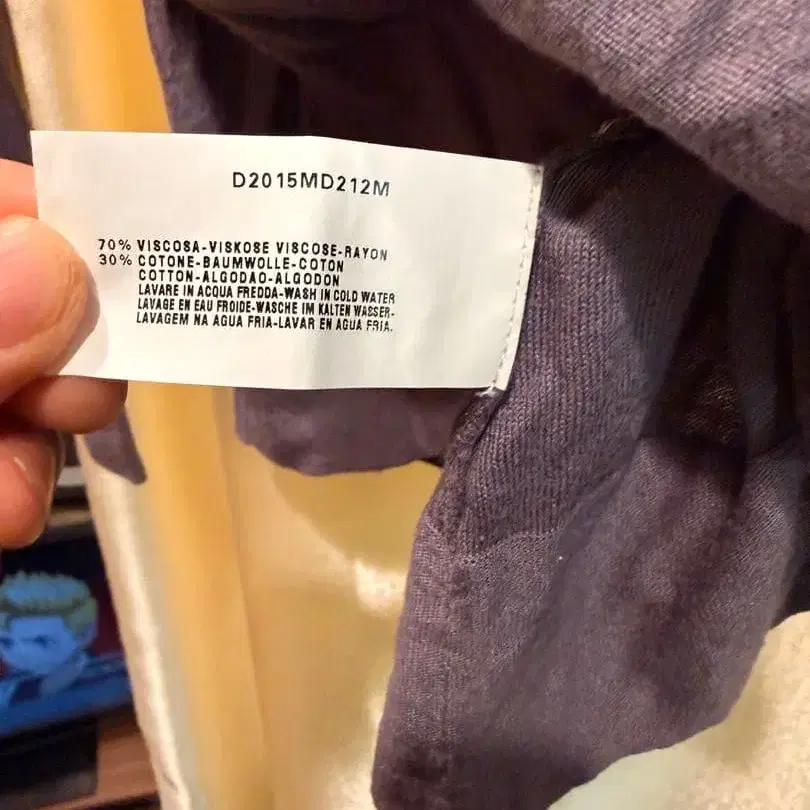 D2015MD212M
70% VISCOSA-VISKOSE VISCOSE-RAYON
30% COTONE-BAUMWOLLE-COTON
COTTON-ALGODAO-ALGODON
LAVARE IN ACQUA FREDDA-WASH IN COLD WATER
LAVAGE EN EAU FROIDE-WASCHE IM KALTEN WASSER-
LAVAGEM NA AGUA FRIA-LAVAR EN AGUA FRIA.